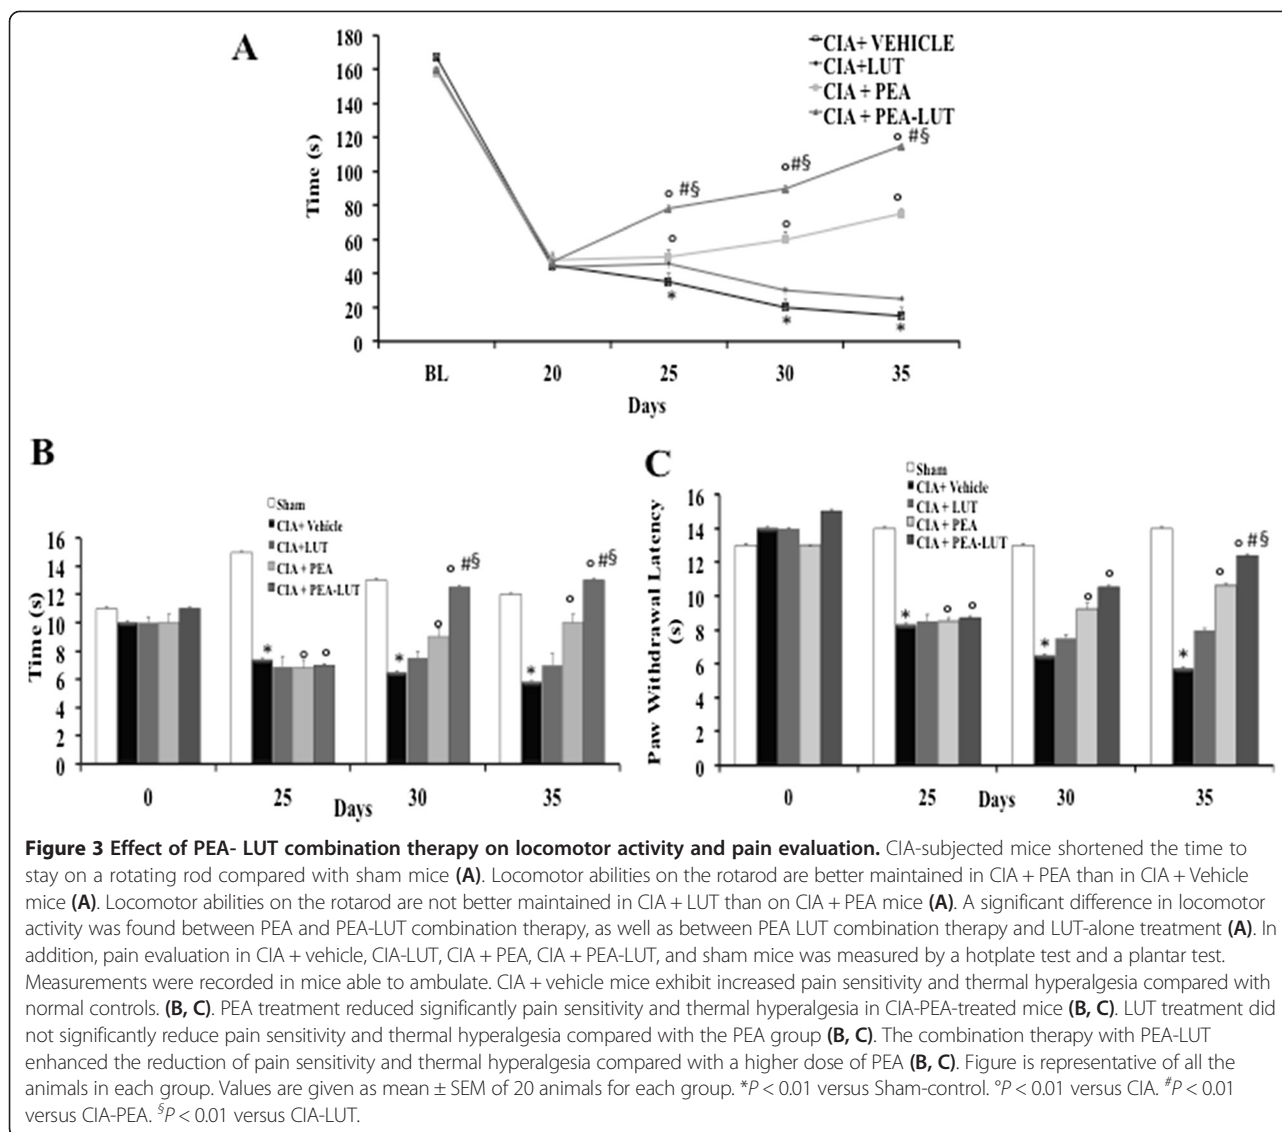 A
180
160
140
120
100
80
60
40
20
0
Time (s)
CIA+ VEHICLE
CIA+LUT
CIA + PEA
CIA + PEA-LUT
° #§
° #§
° #§
°
°
°
*
*
*
BL 20 25 30 35
Days
B
16
14
12
10
8
6
4
2
0
Time (s)
Sham
CIA+ Vehicle
CIA+LUT
CIA + PEA
CIA + PEA-LUT
* ° °
* ° ° #§
* ° ° #§
0 25 30 35
Days
C
16
14
12
10
8
6
4
2
0
Paw Withdrawal Latency
(s)
Sham
CIA+ Vehicle
CIA + LUT
CIA + PEA
CIA + PEA-LUT
* ° °
* ° °
* ° ° #§
0 25 30 35
Days
Figure 3 Effect of PEA- LUT combination therapy on locomotor activity and pain evaluation. CIA-subjected mice shortened the time to
stay on a rotating rod compared with sham mice (A). Locomotor abilities on the rotarod are better maintained in CIA + PEA than in CIA + Vehicle
mice (A). Locomotor abilities on the rotarod are not better maintained in CIA + LUT than on CIA + PEA mice (A). A significant difference in locomotor
activity was found between PEA and PEA-LUT combination therapy, as well as between PEA LUT combination therapy and LUT-alone treatment (A). In
addition, pain evaluation in CIA + vehicle, CIA-LUT, CIA + PEA, CIA + PEA-LUT, and sham mice was measured by a hotplate test and a plantar test.
Measurements were recorded in mice able to ambulate. CIA + vehicle mice exhibit increased pain sensitivity and thermal hyperalgesia compared with
normal controls. (B, C). PEA treatment reduced significantly pain sensitivity and thermal hyperalgesia in CIA-PEA-treated mice (B, C). LUT treatment did
not significantly reduce pain sensitivity and thermal hyperalgesia compared with the PEA group (B, C). The combination therapy with PEA-LUT
enhanced the reduction of pain sensitivity and thermal hyperalgesia compared with a higher dose of PEA (B, C). Figure is representative of all the
animals in each group. Values are given as mean ± SEM of 20 animals for each group. *P < 0.01 versus Sham-control. °P < 0.01 versus CIA. #P < 0.01
versus CIA-PEA. §P < 0.01 versus CIA-LUT.